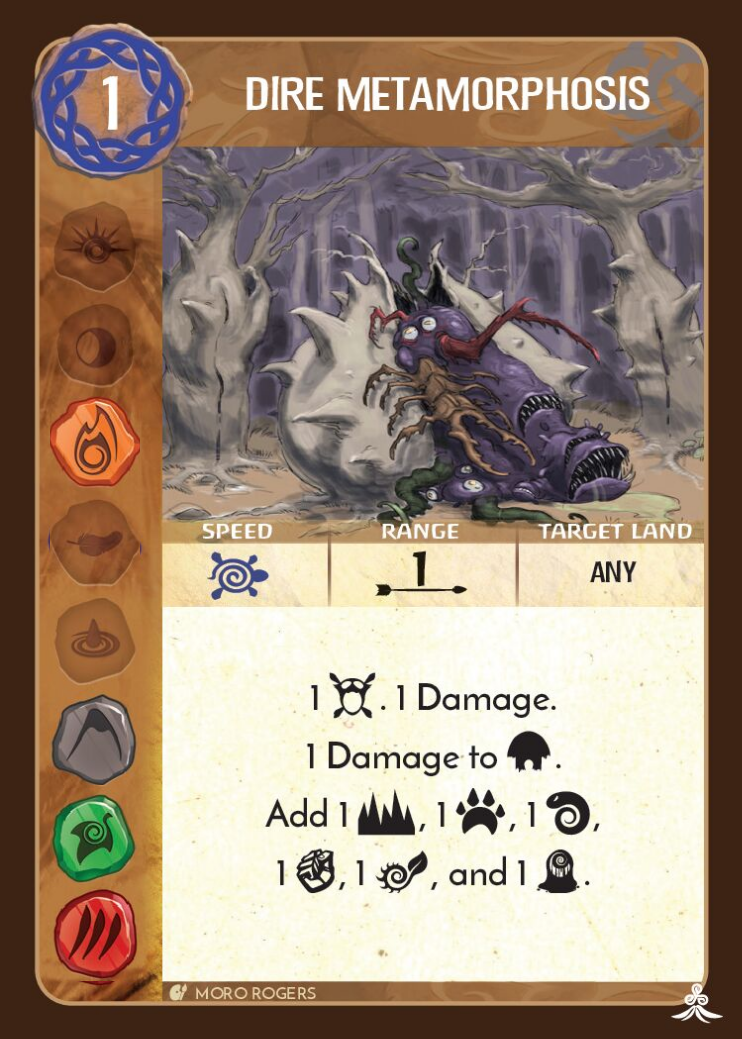 1
DIRE METAMORPHOSIS
SPEED RANGE TARGET LAND
1 ANY
1 . 1 Damage.
1 Damage to .
Add 1 , 1 , 1 ,
1 , 1 , and 1 .
MORO ROGERS